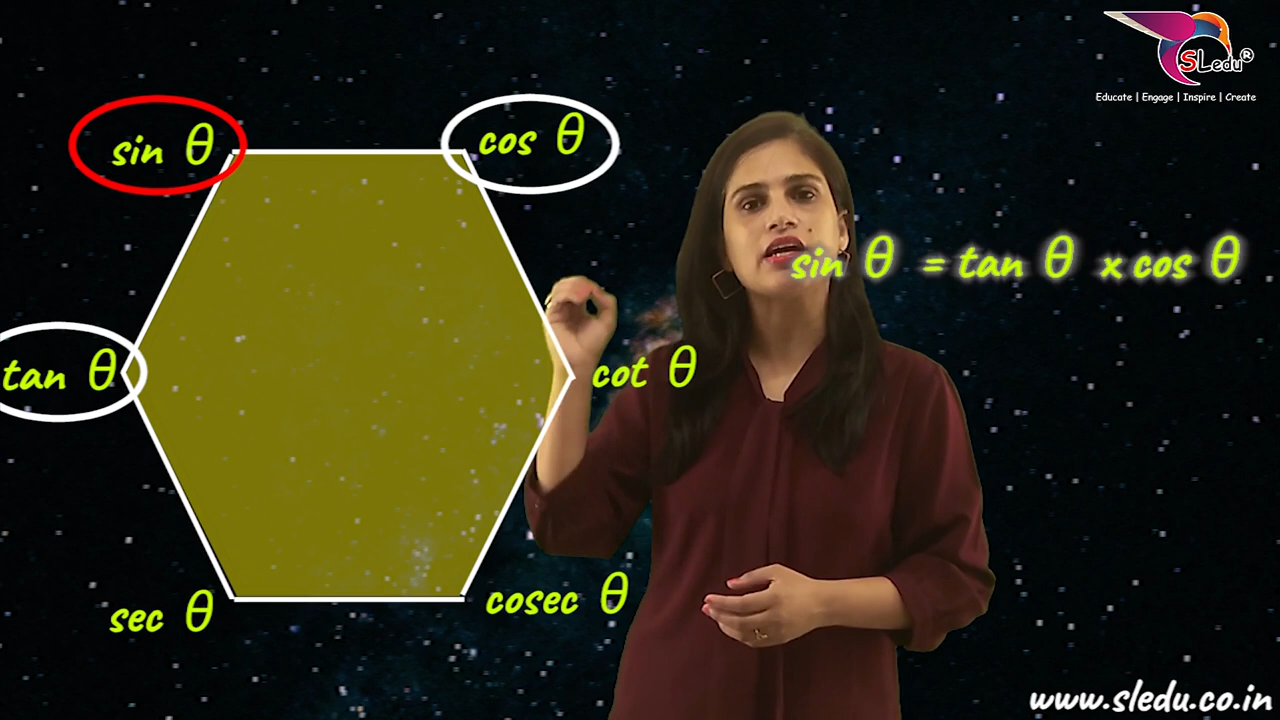 SLedu®
Educate | Engage | Inspire | Create
sin θ
cos θ
sin θ = tan θ x cos θ
tan θ
cot θ
sec θ
cosec θ
www.sledu.co.in